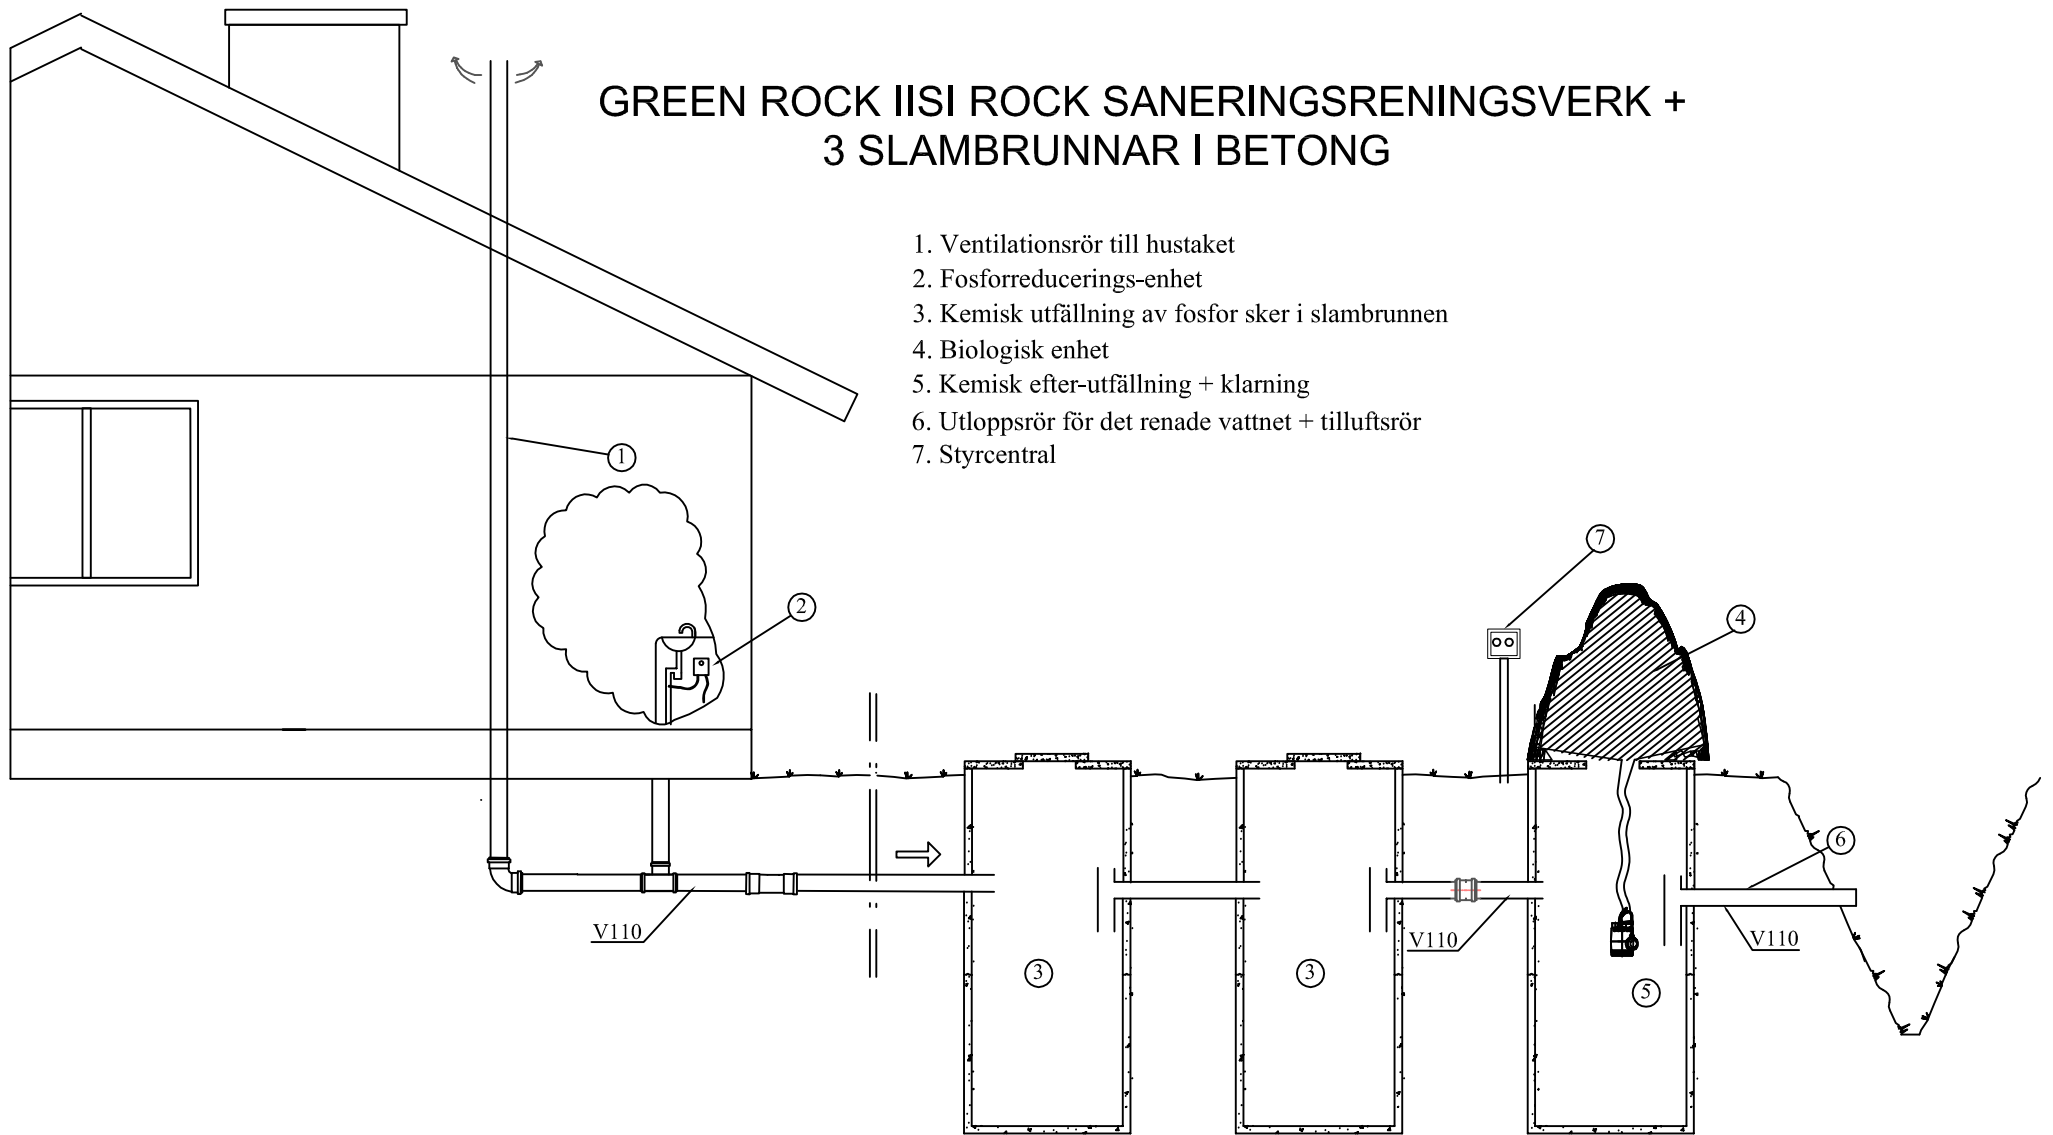 GREEN ROCK IISI ROCK SANERINGSRENINGSVERK +
3 SLAMBRUNNAR I BETONG
1. Ventilationsrör till hustaket
2. Fosforreducerings-enhet
3. Kemisk utfällning av fosfor sker i slambrunnen
4. Biologisk enhet
5. Kemisk efter-utfällning + klarning
6. Utloppsrör för det renade vattnet + tilluftsrör
7. Styrcentral
1
7
2
4
6
V110
V110
V110
3
3
5